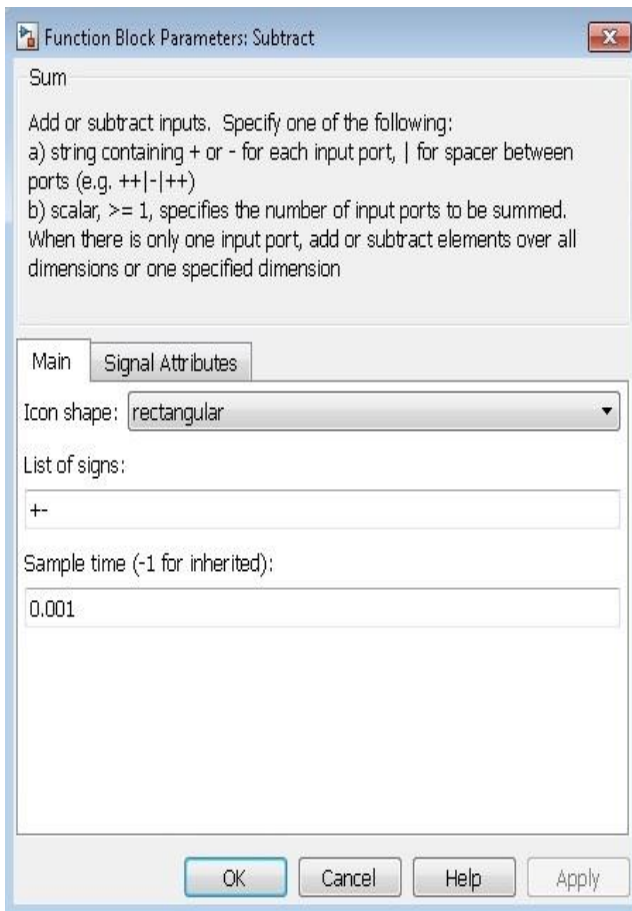 Function Block Parameters: Subtract
Sum
Add or subtract inputs. Specify one of the following:
a) string containing + or - for each input port, | for spacer between
ports (e.g. ++|-|++)
b) scalar, >= 1, specifies the number of input ports to be summed.
When there is only one input port, add or subtract elements over all
dimensions or one specified dimension
Main Signal Attributes
Icon shape: rectangular
List of signs:
+-
Sample time (-1 for inherited):
0.001
OK Cancel Help Apply